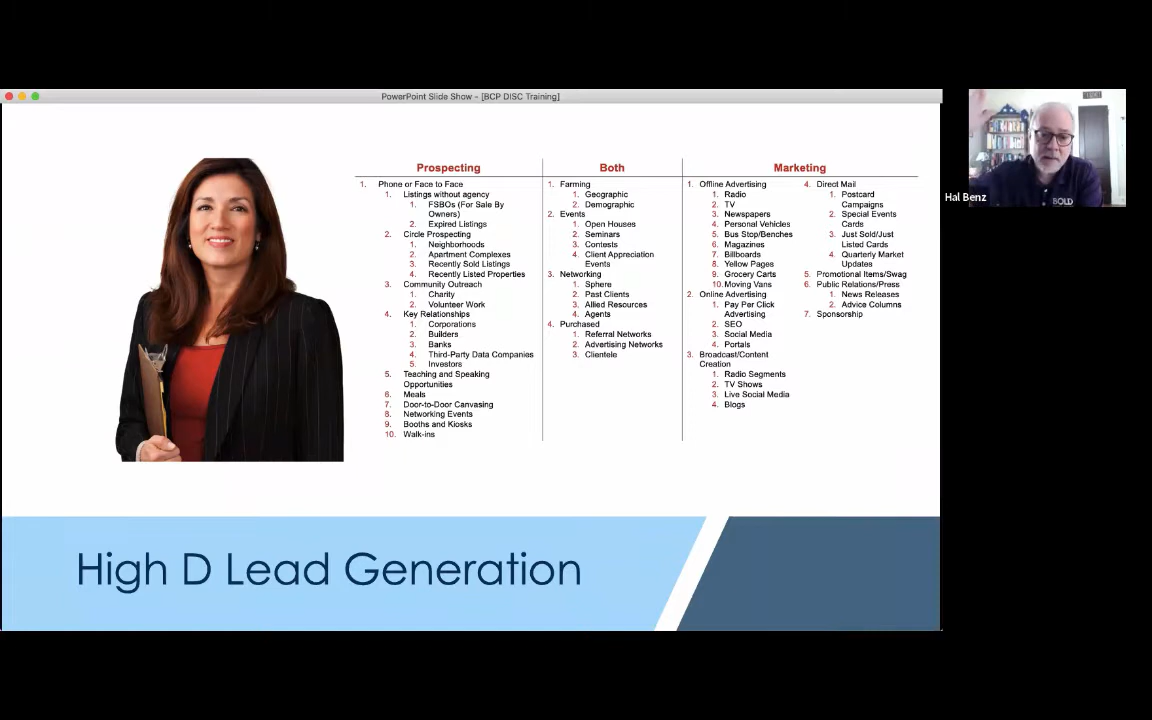 PowerPoint Slide Show - [BCP DISC Training]
Prospecting
1. Phone or Face to Face
1. Listings without agency
1. FSBOs (For Sale By
Owners)
2. Expired Listings
2. Circle Prospecting
1. Neighborhoods
2. Apartment Complexes
3. Recently Sold Listings
4. Recently Listed Properties
3. Community Outreach
1. Charity
2. Volunteer Work
4. Key Relationships
1. Corporations
2. Builders
3. Banks
4. Third-Party Data Companies
5. Investors
5. Teaching and Speaking
Opportunities
6. Meals
7. Door-to-Door Canvasing
8. Networking Events
9. Booths and Kiosks
10. Walk-ins
Both
1. Farming
1. Geographic
2. Demographic
2. Events
1. Open Houses
2. Seminars
3. Contests
4. Client Appreciation
Events
3. Networking
1. Sphere
2. Past Clients
3. Allied Resources
4. Agents
4. Purchased
1. Referral Networks
2. Advertising Networks
3. Clientele
Marketing
1. Offline Advertising
1. Radio
2. TV
3. Newspapers
4. Personal Vehicles
5. Bus Stop/Benches
6. Magazines
7. Billboards
8. Yellow Pages
9. Grocery Carts
10. Moving Vans
2. Online Advertising
1. Pay Per Click
Advertising
2. SEO
3. Social Media
4. Portals
3. Broadcast/Content
Creation
1. Radio Segments
2. TV Shows
3. Live Social Media
4. Blogs
4. Direct Mail
1. Postcard
Campaigns
2. Special Events
Cards
3. Just Sold/Just
Listed Cards
4. Quarterly Market
Updates
5. Promotional Items/Swag
6. Public Relations/Press
1. News Releases
2. Advice Columns
7. Sponsorship
High D Lead Generation
BOLD
Hal Benz